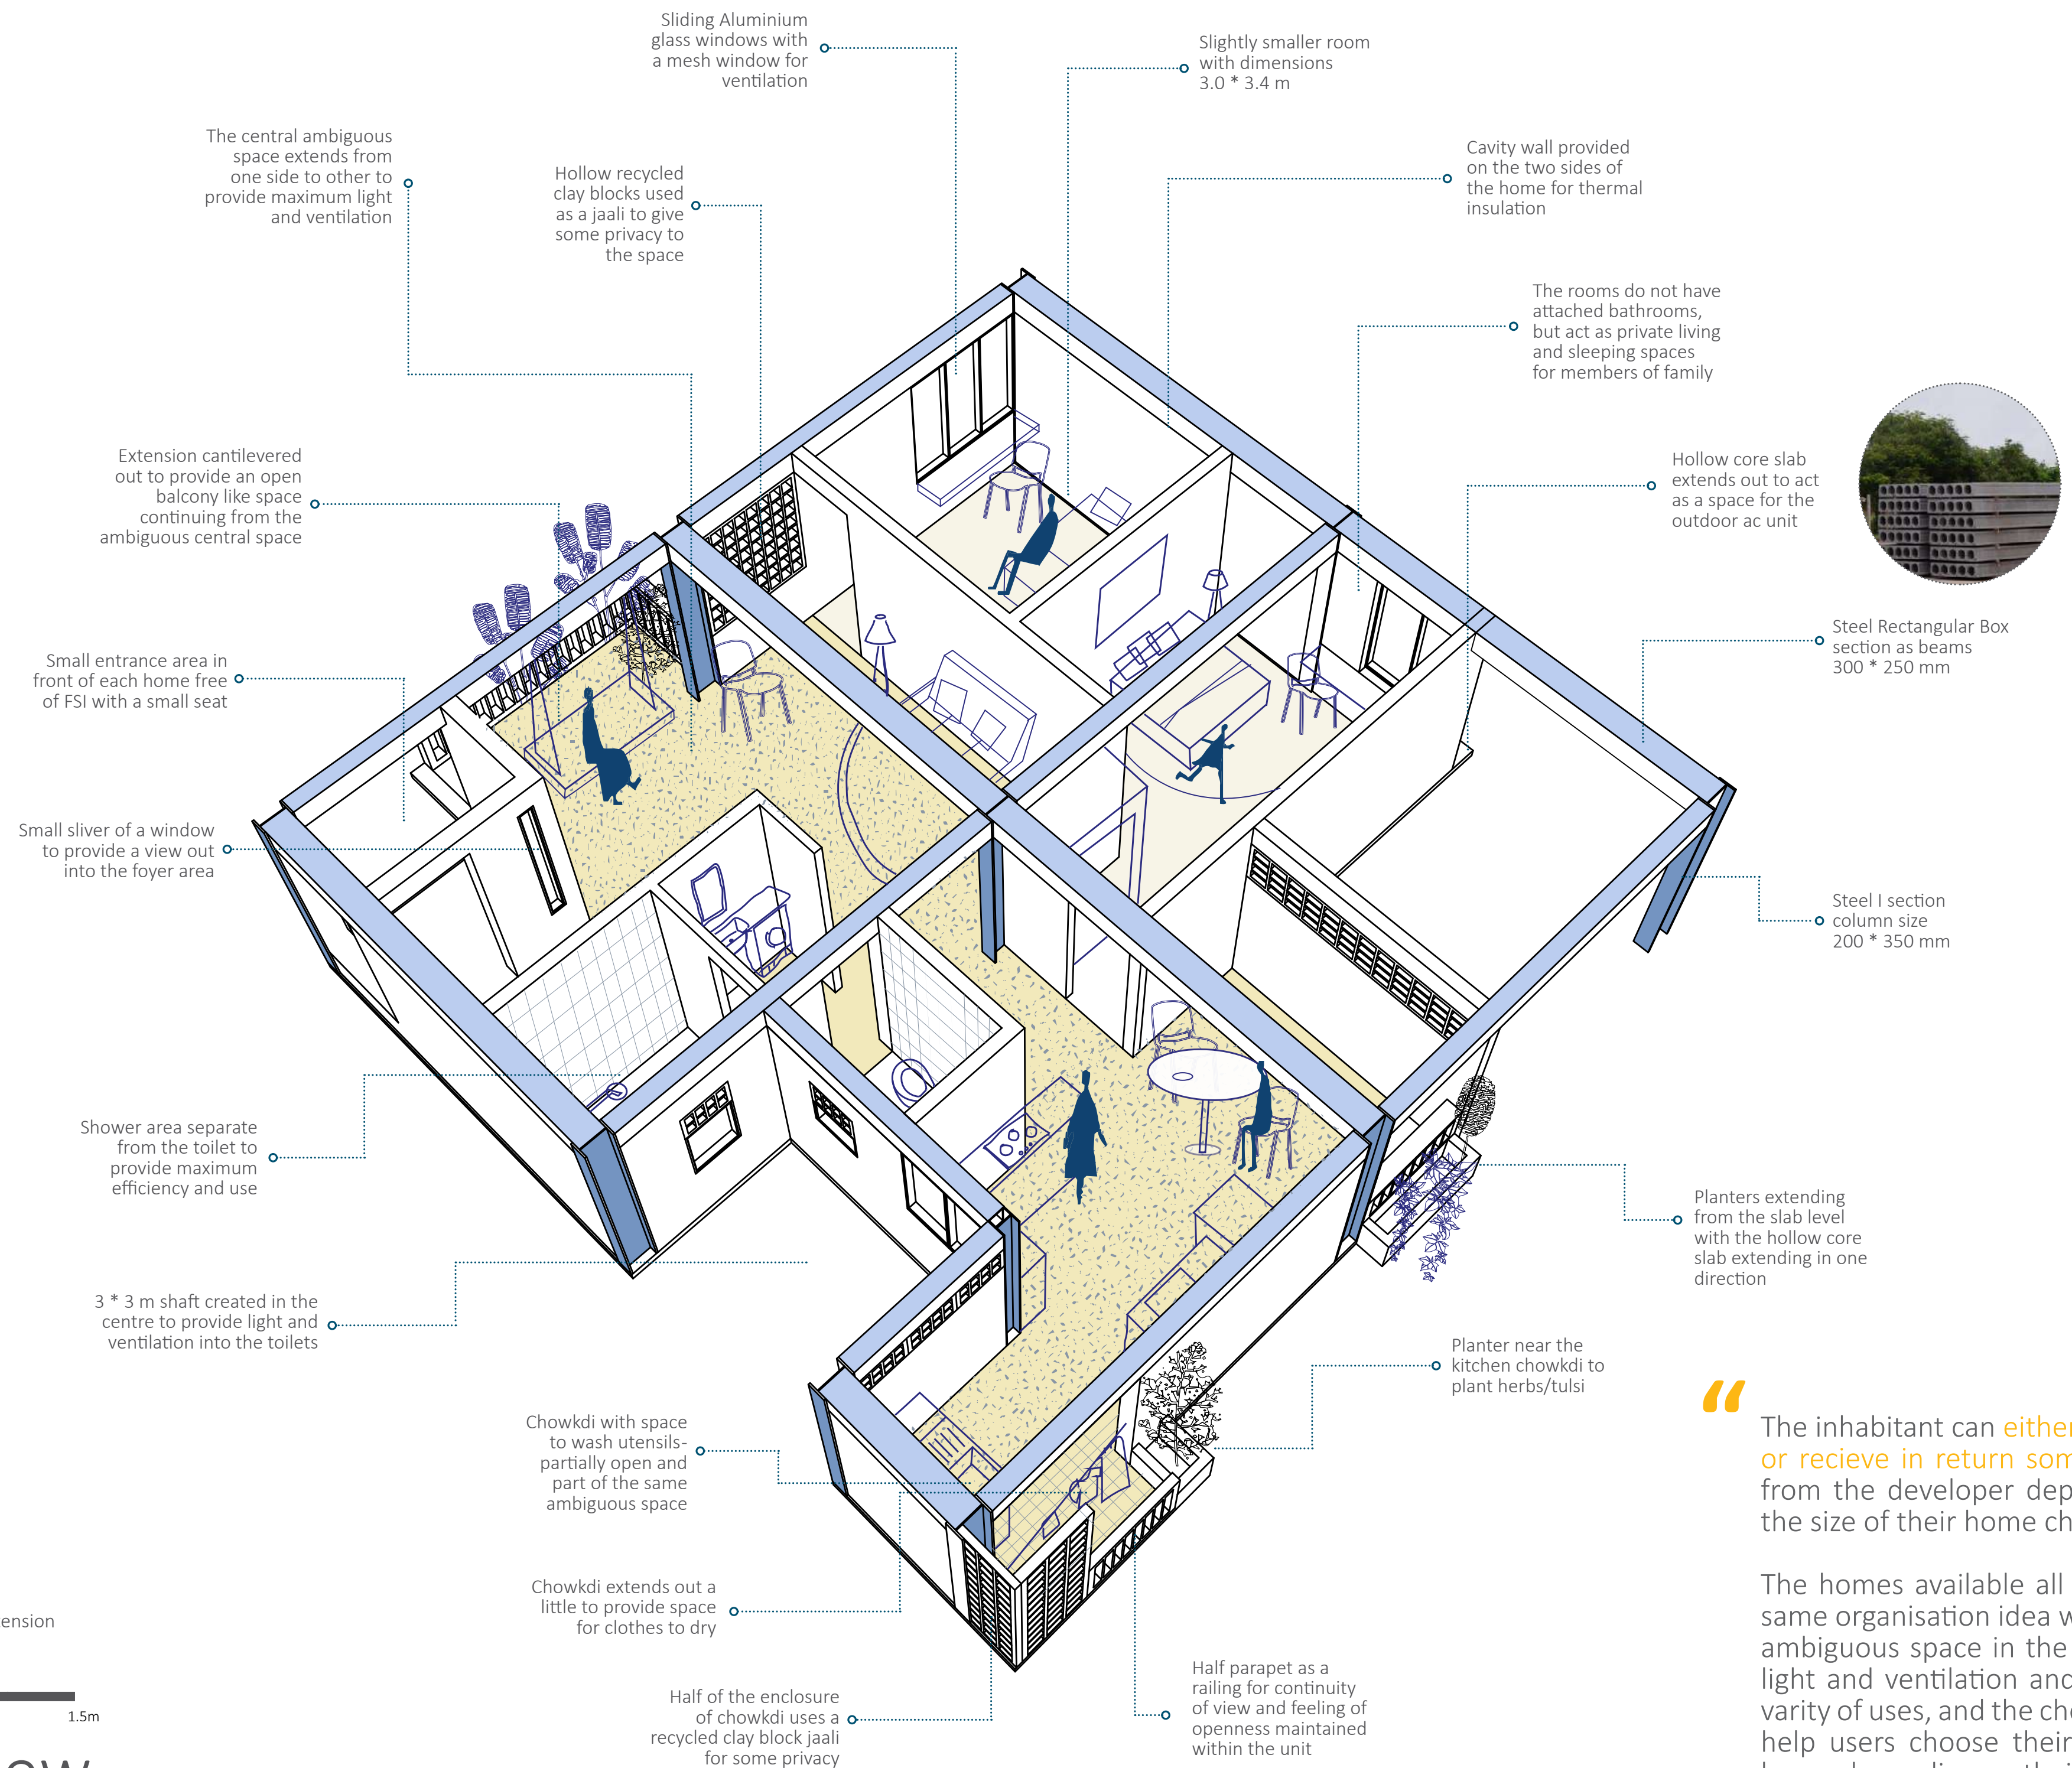 Sliding Aluminium
glass windows with
a mesh window for
ventilation
Slightly smaller room
with dimensions
3.0 * 3.4 m
The central ambiguous
space extends from
one side to other to
provide maximum light
and ventilation
Hollow recycled
clay blocks used
as a jaali to give
some privacy to
the space
Cavity wall provided
on the two sides of
the home for thermal
insulation
The rooms do not have
attached bathrooms,
but act as private living
and sleeping spaces
for members of family
Extension cantilevered
out to provide an open
balcony like space
continuing from the
ambiguous central space
Hollow core slab
extends out to act
as a space for the
outdoor ac unit
Small entrance area in
front of each home free
of FSI with a small seat
Steel Rectangular Box
section as beams
300 * 250 mm
Small sliver of a window
to provide a view out
into the foyer area
Steel I section
column size
200 * 350 mm
Shower area separate
from the toilet to
provide maximum
efficiency and use
Planters extending
from the slab level
with the hollow core
slab extending in one
direction
3 * 3 m shaft created in the
centre to provide light and
ventilation into the toilets
Planter near the
kitchen chowkdi to
plant herbs/tulsi
Chowkdi with space
to wash utensils-
partially open and
part of the same
ambiguous space
Chowkdi extends out a
little to provide space
for clothes to dry
Half of the enclosure
of chowkdi uses a
recycled clay block jaali
for some privacy
Half parapet as a
railing for continuity
of view and feeling of
openness maintained
within the unit
ension
1.5m
“
The inhabitant can either
or recieve in return som
from the developer dep
the size of their home ch
The homes available all
same organisation idea w
ambiguous space in the
light and ventilation and
varity of uses, and the ch
help users choose their